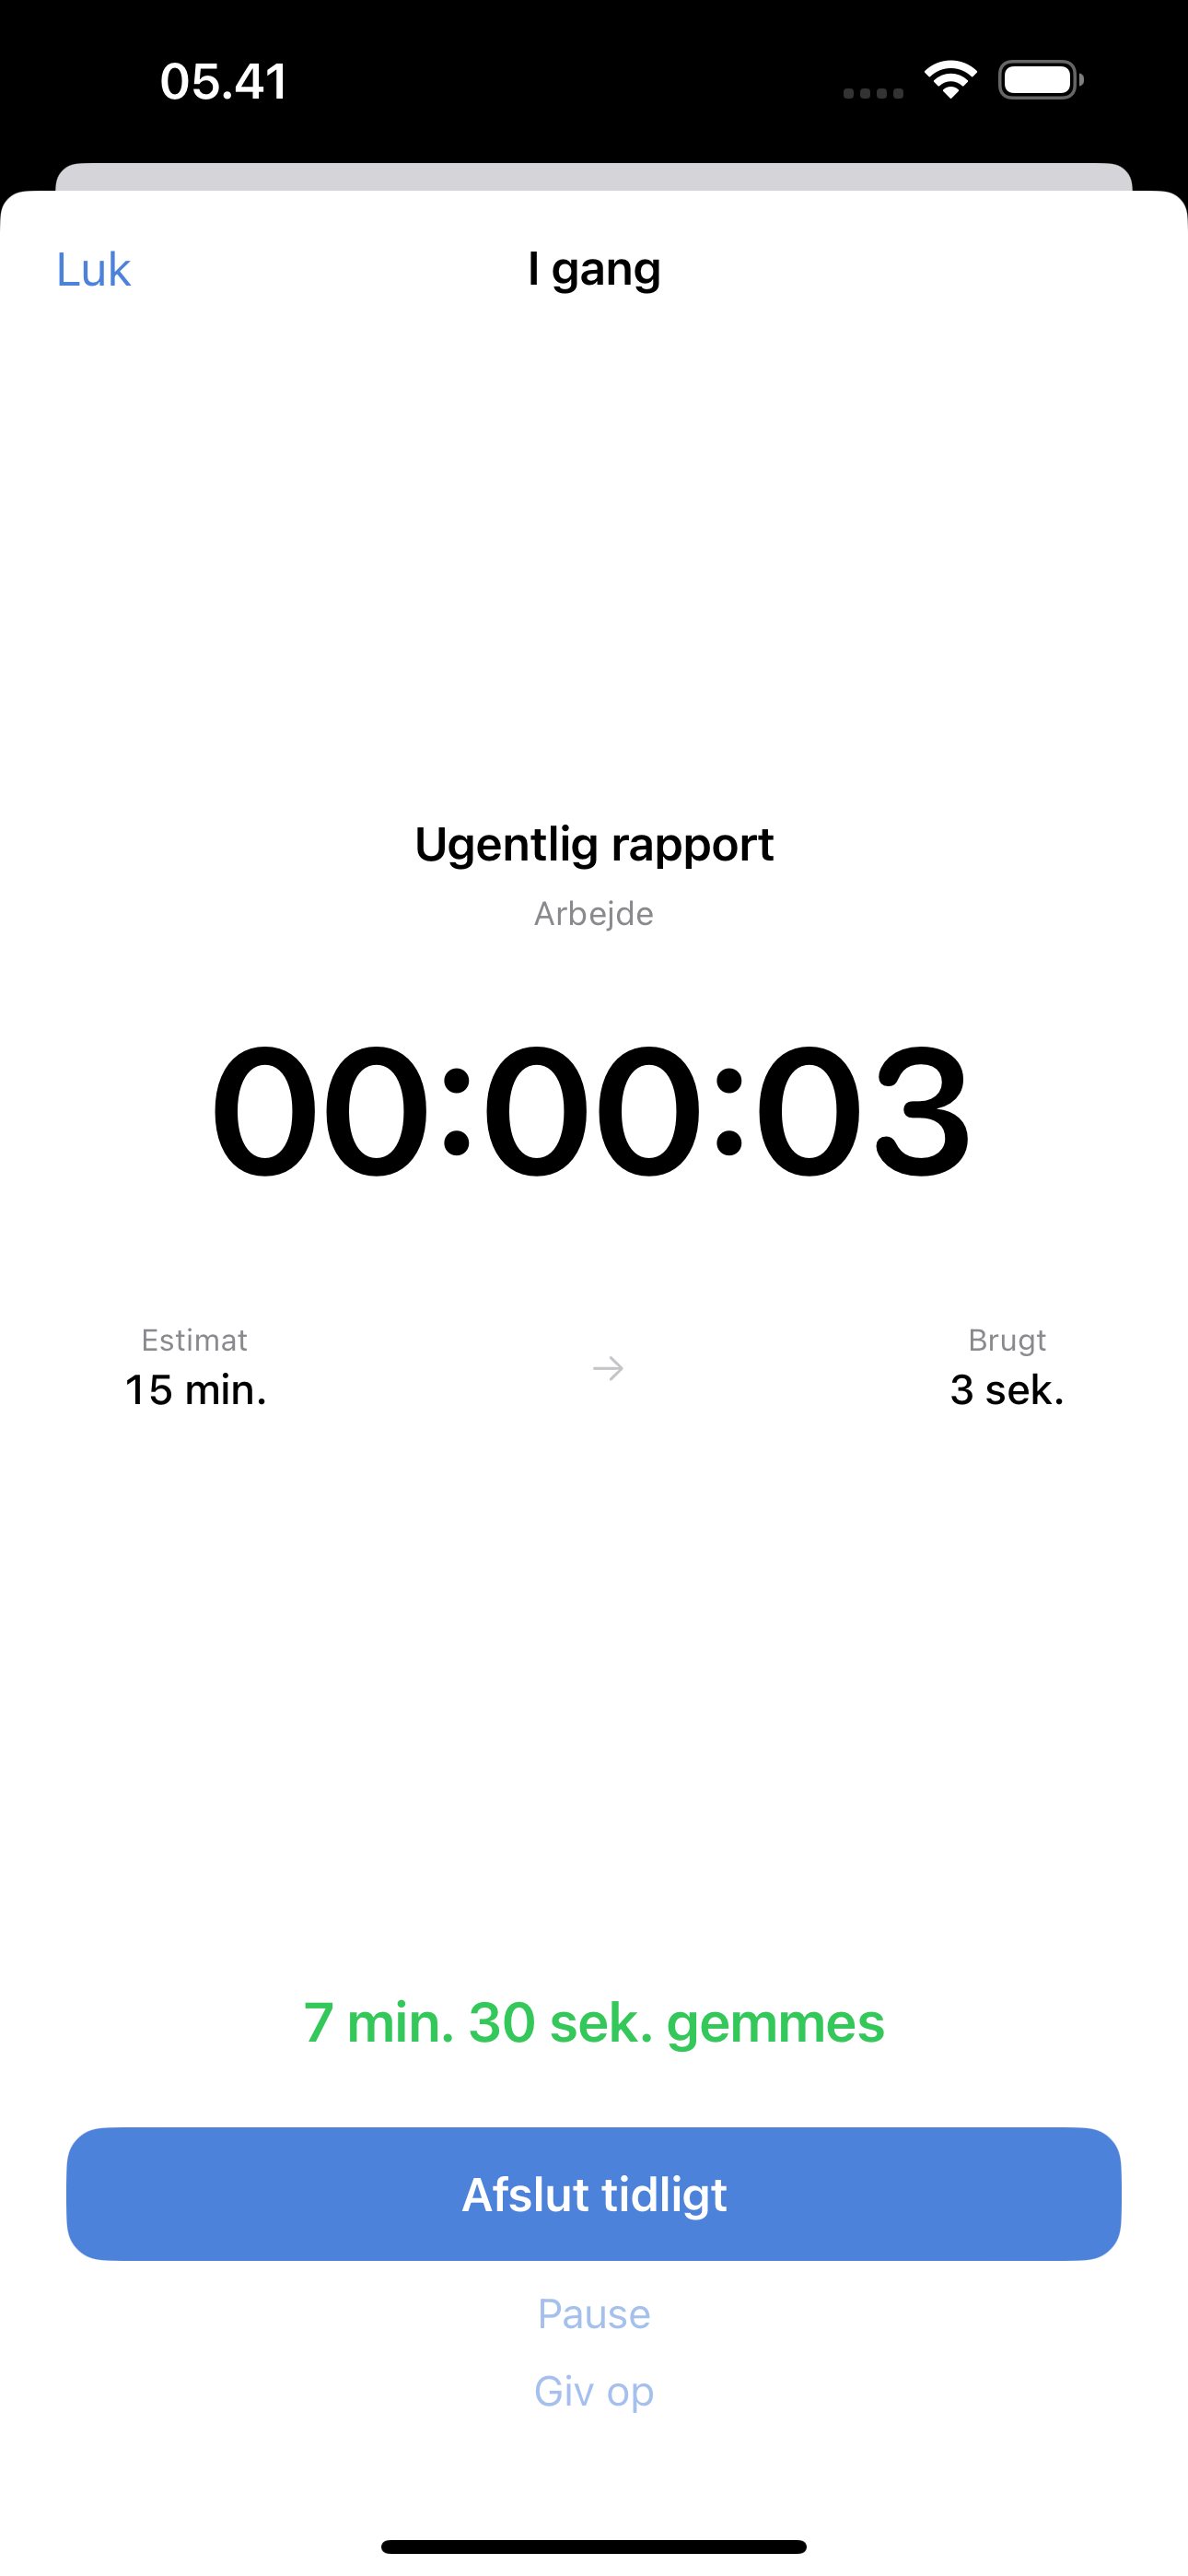 05.41
Luk
I gang
Ugentlig rapport
Arbejde
00:00:03
Estimat
Brugt
15 min.
3 sek.
7 min. 30 sek. gemmes
Afslut tidligt
Pause
Giv op